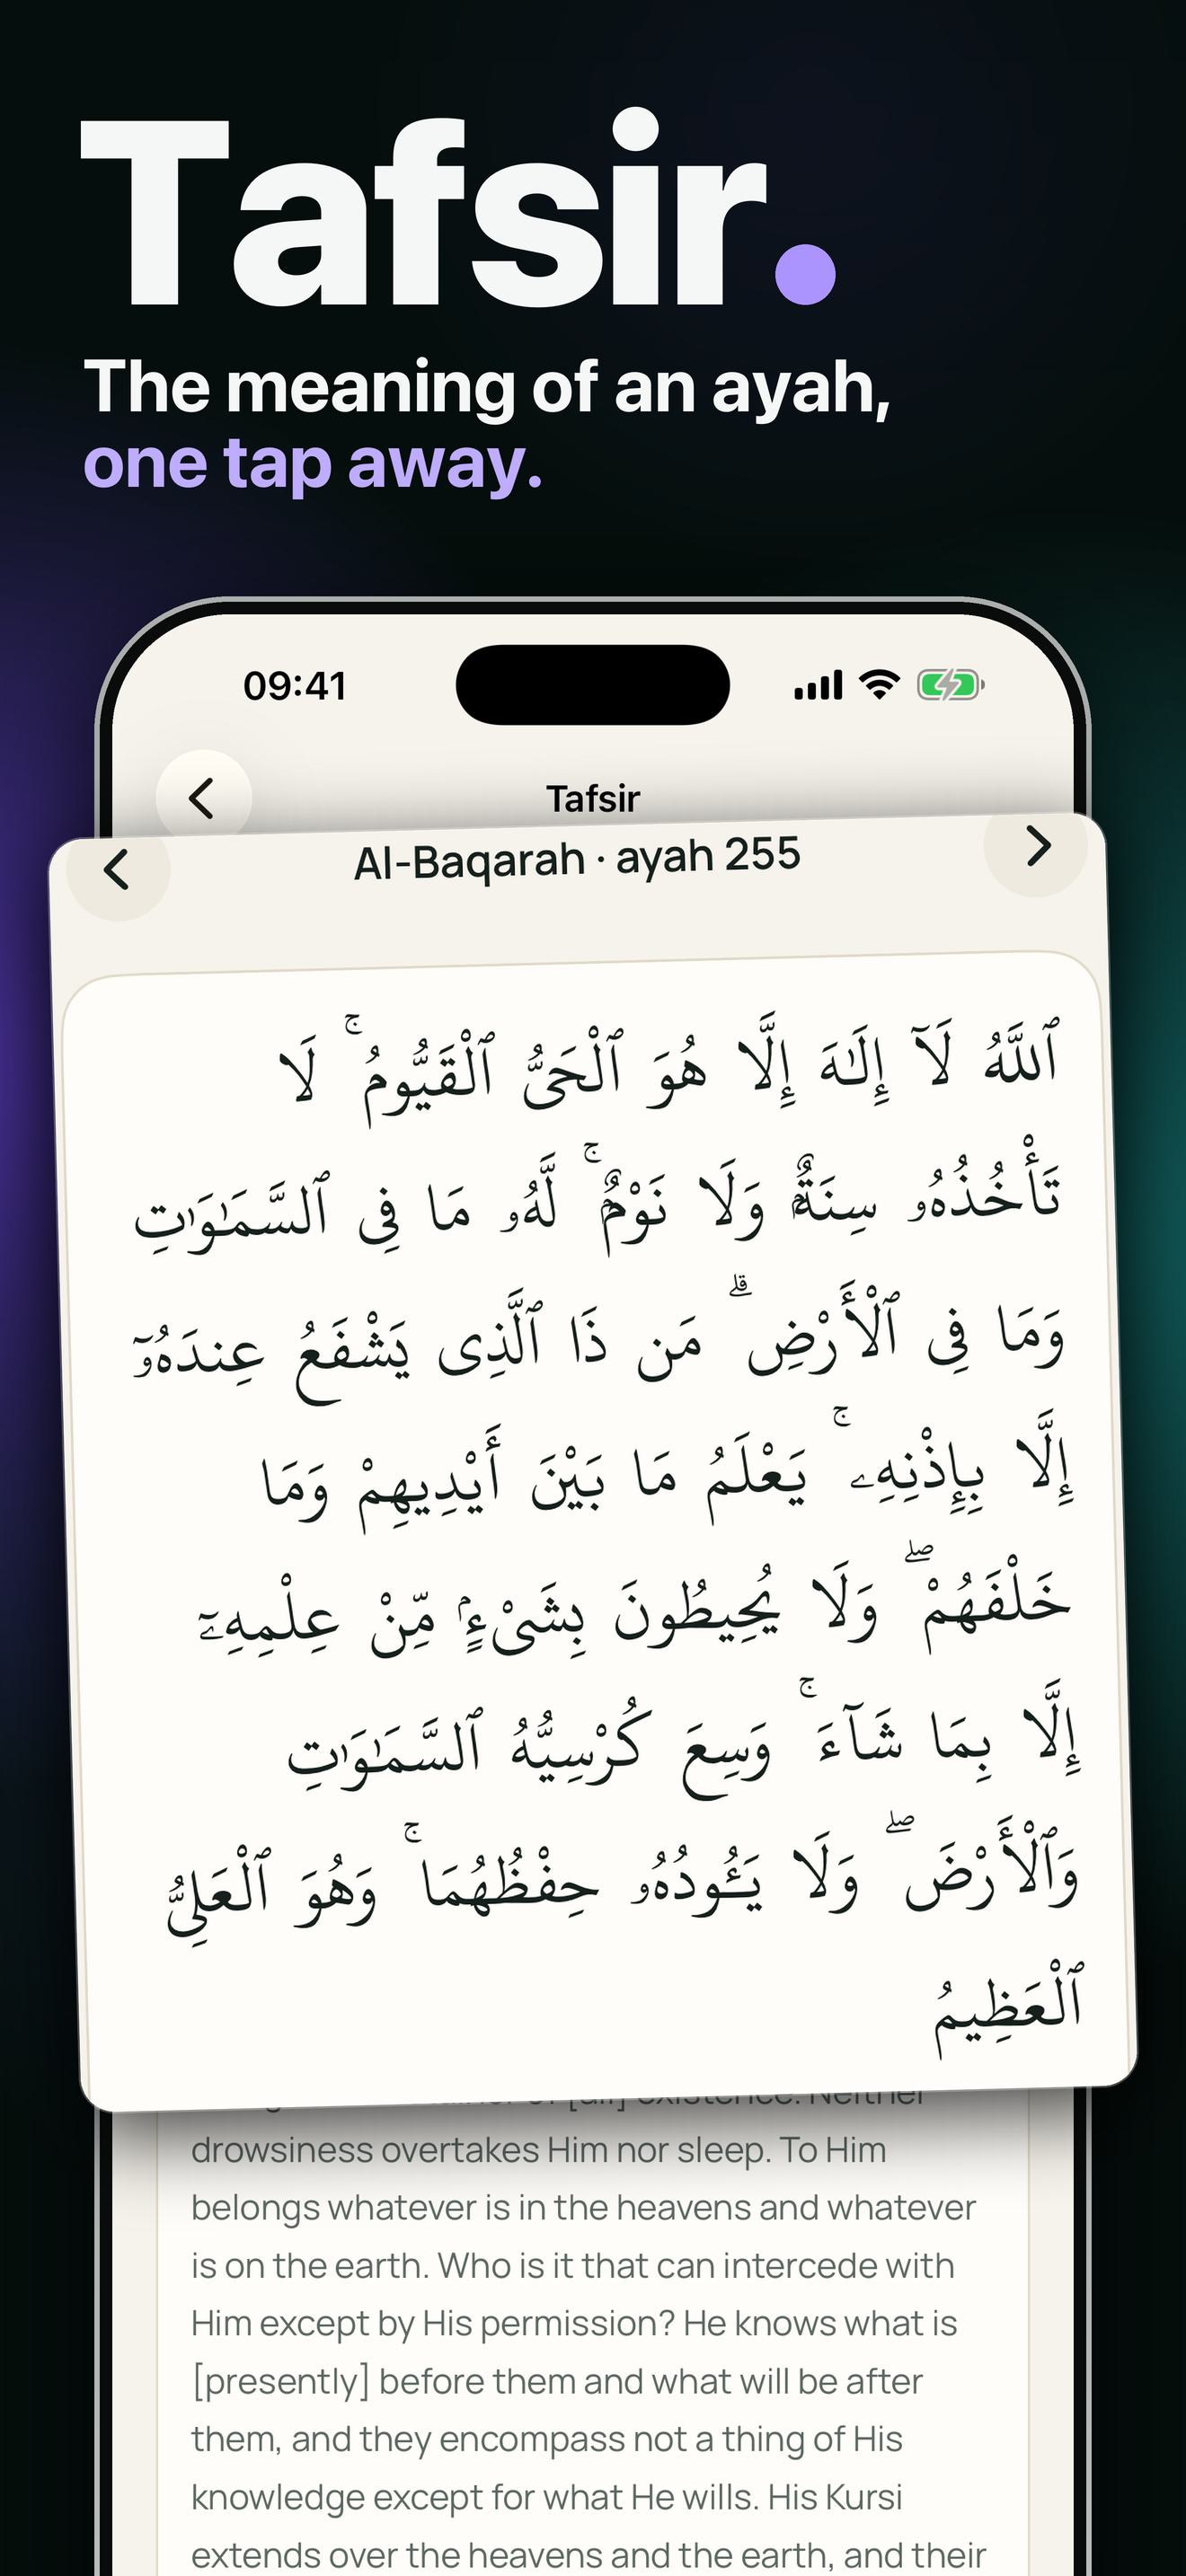 Tafsir.
The meaning of an ayah,
one tap away.
09:41
Tafsir
Al-Baqarah · ayah 255
ٱللَّهُ لَآ إِلَـٰهَ إِلَّا هُوَ ٱلْحَىُّ ٱلْقَيُّومُ ۚ لَا
تَأْخُذُهُۥ سِنَةٌۭ وَلَا نَوْمٌۭ ۚ لَّهُۥ مَا فِى ٱلسَّمَـٰوَٰتِ
وَمَا فِى ٱلْأَرْضِ ۗ مَن ذَا ٱلَّذِى يَشْفَعُ عِندَهُۥٓ
إِلَّا بِإِذْنِهِۦ ۚ يَعْلَمُ مَا بَيْنَ أَيْدِيهِمْ وَمَا
خَلْفَهُمْ ۖ وَلَا يُحِيطُونَ بِشَىْءٍۢ مِّنْ عِلْمِهِۦٓ
إِلَّا بِمَا شَآءَ ۚ وَسِعَ كُرْسِيُّهُ ٱلسَّمَـٰوَٰتِ
وَٱلْأَرْضَ ۖ وَلَا يَـُٔودُهُۥ حِفْظُهُمَا ۚ وَهُوَ ٱلْعَلِىُّ
ٱلْعَظِيمُ
of [all] existence. Neither
drowsiness overtakes Him nor sleep. To Him
belongs whatever is in the heavens and whatever
is on the earth. Who is it that can intercede with
Him except by His permission? He knows what is
[presently] before them and what will be after
them, and they encompass not a thing of His
knowledge except for what He wills. His Kursi
extends over the heavens and the earth, and their